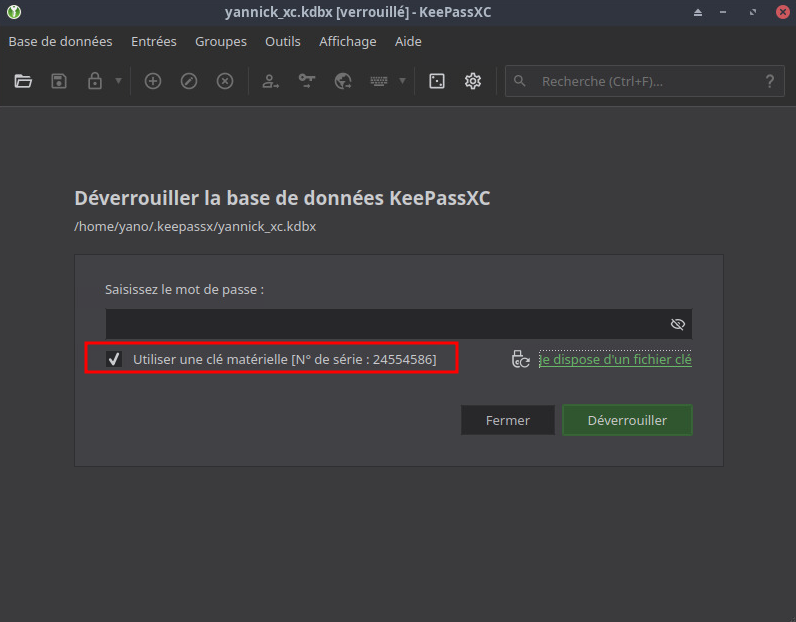 yannick_xc.kdbx [verrouillé] - KeePassXC
Base de données Entrées Groupes Outils Affichage Aide
Recherche (Ctrl+F)... ?
Déverrouiller la base de données KeePassXC
/home/yano/.keepassx/yannick_xc.kdbx
Saisissez le mot de passe :
Utiliser une clé matérielle [N° de série : 24554586] Je dispose d'un fichier clé
Fermer Déverrouiller